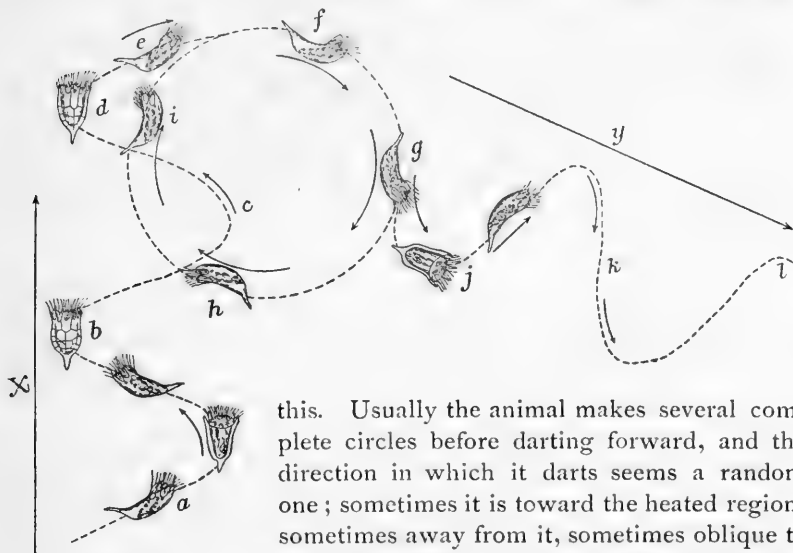 e
f
d
i
y
g
c
k
l
j
h
b
X
this. Usually the animal makes several com-
plete circles before darting forward, and th
direction in which it darts seems a rando
one; sometimes it is toward the heated region
sometimes away from it, sometimes oblique t
a